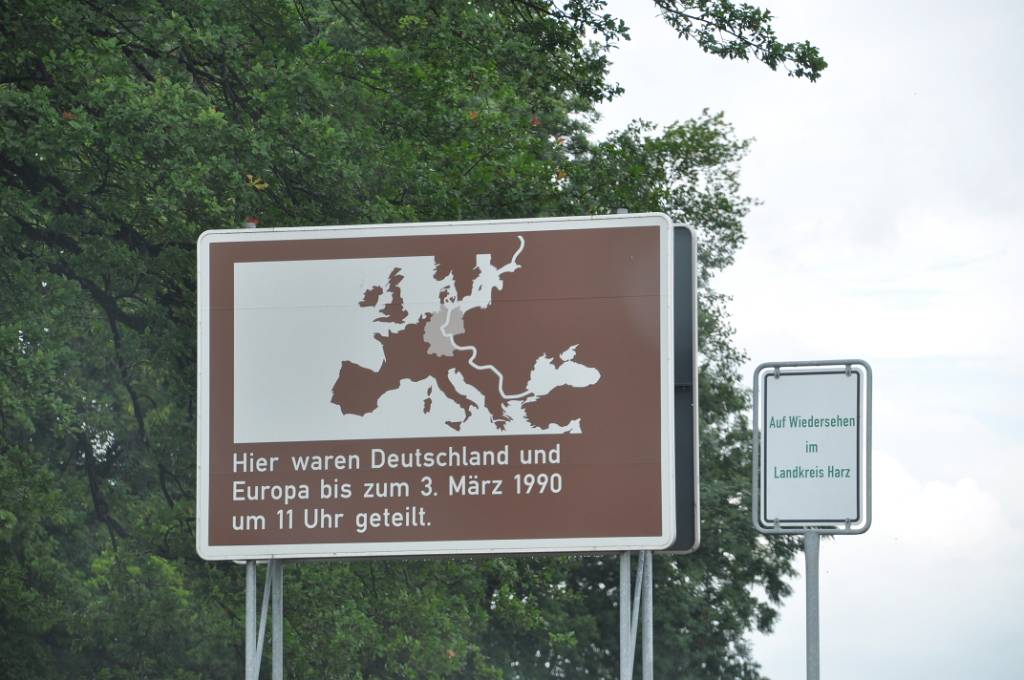 Hier waren Deutschland und
Europa bis zum 3. März 1990
um 11 Uhr geteilt.
Auf Wiedersehen
im
Landkreis Harz